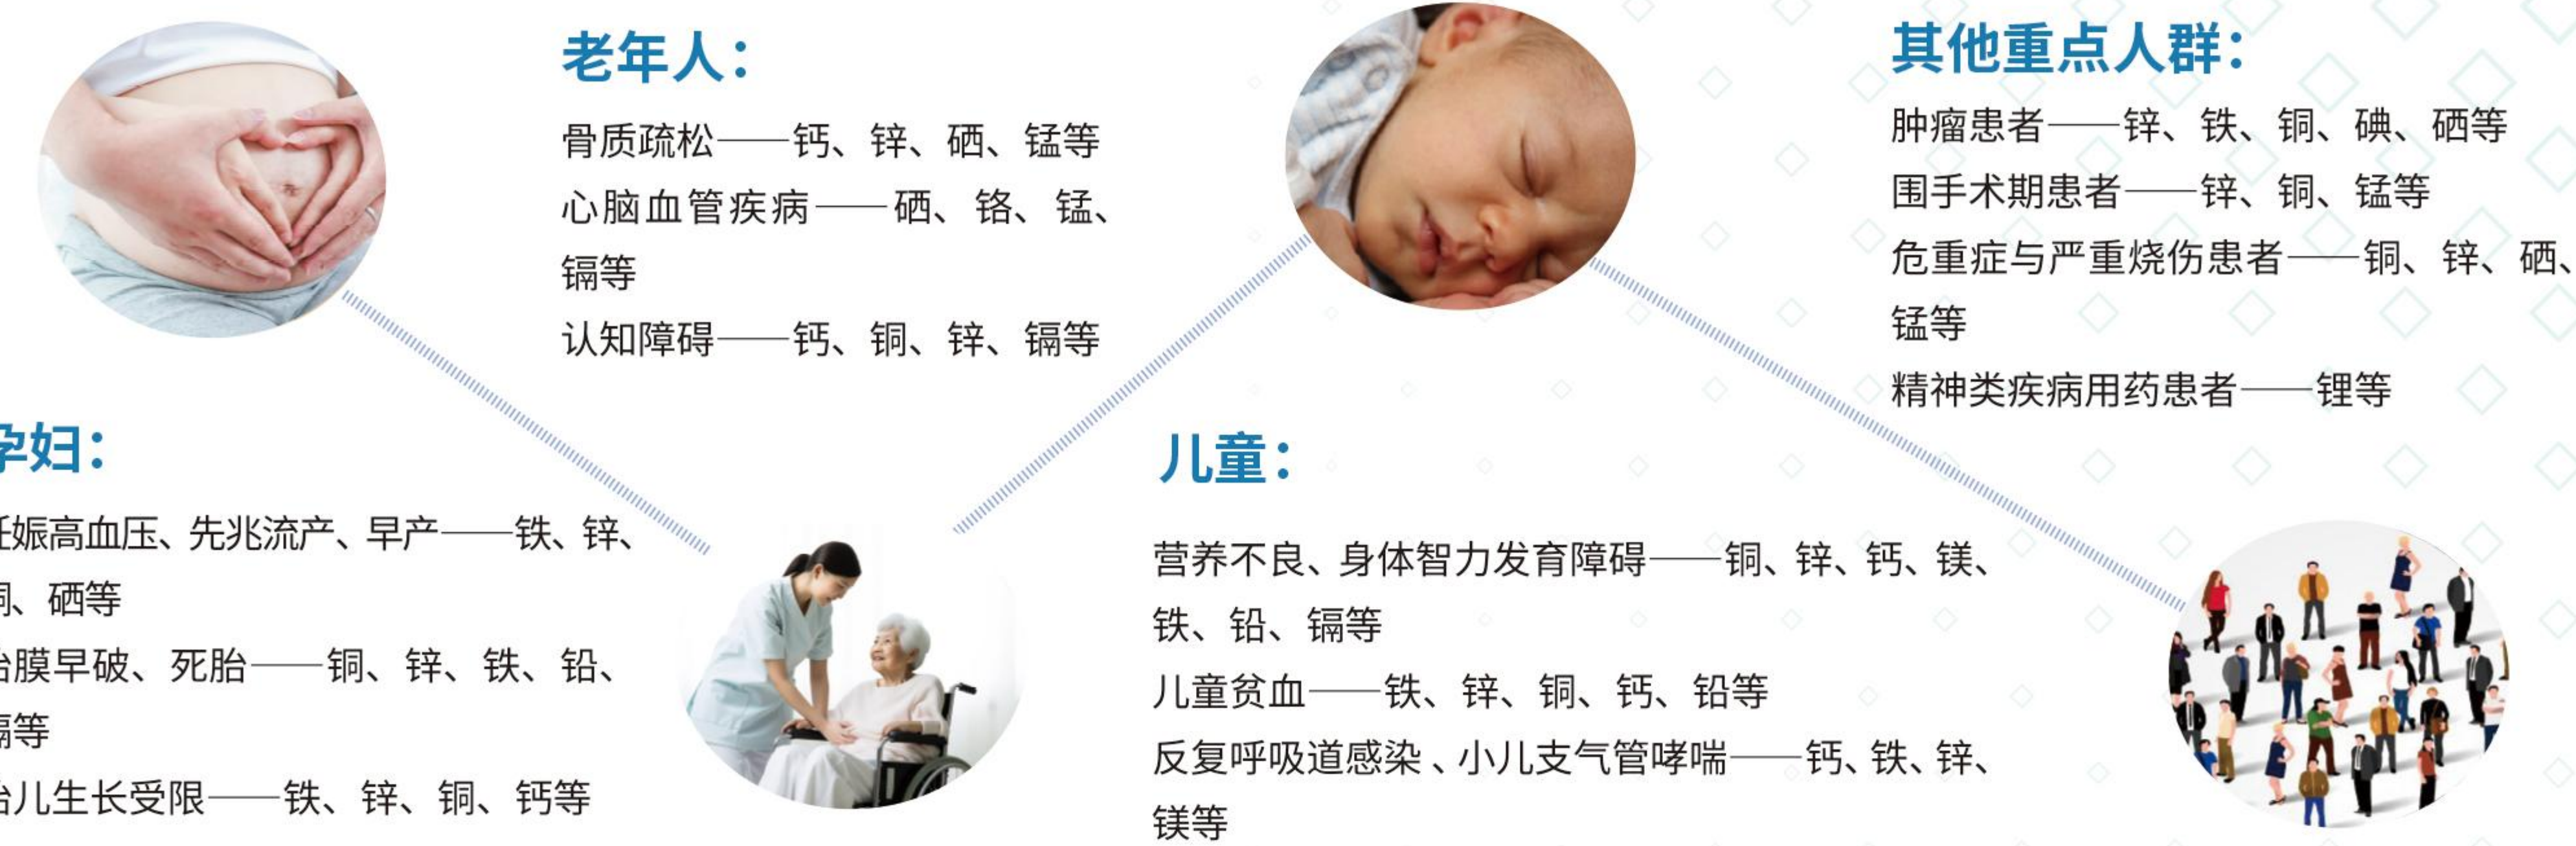 老年人：
骨质疏松——钙、锌、硒、锰等
心脑血管疾病——硒、铬、锰、
镉等
认知障碍——钙、铜、锌、镉等
其他重点人群：
肿瘤患者——锌、铁、铜、碘、硒等
围手术期患者——锌、铜、锰等
危重症与严重烧伤患者——铜、锌、硒、
锰等
精神类疾病用药患者——锂等
孕妇：
妊娠高血压、先兆流产、早产——铁、锌、
铜、硒等
胎膜早破、死胎——铜、锌、铁、铅、
镉等
胎儿生长受限——铁、锌、铜、钙等
儿童：
营养不良、身体智力发育障碍——铜、锌、钙、镁、
铁、铅、镉等
儿童贫血——铁、锌、铜、钙、铅等
反复呼吸道感染、小儿支气管哮喘——钙、铁、锌、
镁等